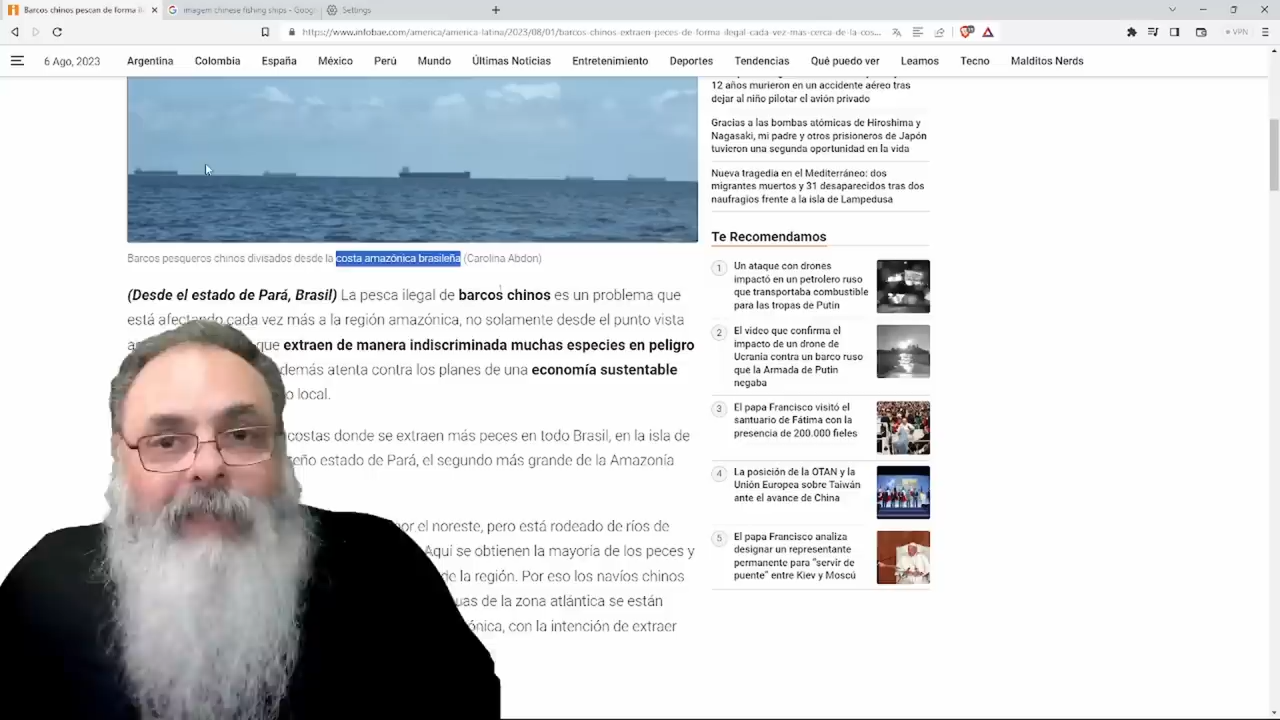 Barcos chinos pescan de forma il
imagem chinese fishing ships - Goog
Settings
https://www.infobae.com/america/america-latina/2023/08/01/barcos-chinos-extraen-peces-de-forma-ilegal-cada-vez-mas-cerca-de-la-cos...
VPN
6 Ago, 2023
Argentina
Colombia
España
México
Perú
Mundo
Últimas Noticias
Entretenimiento
Deportes
Tendencias
Qué puedo ver
Leamos
Tecno
Malditos Nerds
Barcos pesqueros chinos divisados desde la costa amazónica brasileña (Carolina Abdon)
(Desde el estado de Pará, Brasil) La pesca ilegal de barcos chinos es un problema que
está cada vez más a la región amazónica, no solamente desde el punto vista
que extraen de manera indiscriminada muchas especies en peligro
demás atenta contra los planes de una economía sustentable
o local.
costas donde se extraen más peces en todo Brasil, en la isla de
eño estado de Pará, el segundo más grande de la Amazonía
por el noreste, pero está rodeado de ríos de
Aquí se obtienen la mayoría de los peces y
de la región. Por eso los navíos chinos
uas de la zona atlántica se están
ónica, con la intención de extraer
12 años murieron en un accidente aéreo tras
dejar al niño pilotar el avión privado
Gracias a las bombas atómicas de Hiroshima y
Nagasaki, mi padre y otros prisioneros de Japón
tuvieron una segunda oportunidad en la vida
Nueva tragedia en el Mediterráneo: dos
migrantes muertos y 31 desaparecidos tras dos
naufragios frente a la isla de Lampedusa
Te Recomendamos
1
Un ataque con drones
impactó en un petrolero ruso
que transportaba combustible
para las tropas de Putin
2
El video que confirma el
impacto de un drone de
Ucrania contra un barco ruso
que la Armada de Putin
negaba
3
El papa Francisco visitó el
santuario de Fátima con la
presencia de 200.000 fieles
4
La posición de la OTAN y la
Unión Europea sobre Taiwán
ante el avance de China
5
El papa Francisco analiza
designar un representante
permanente para "servir de
puente" entre Kiev y Moscú